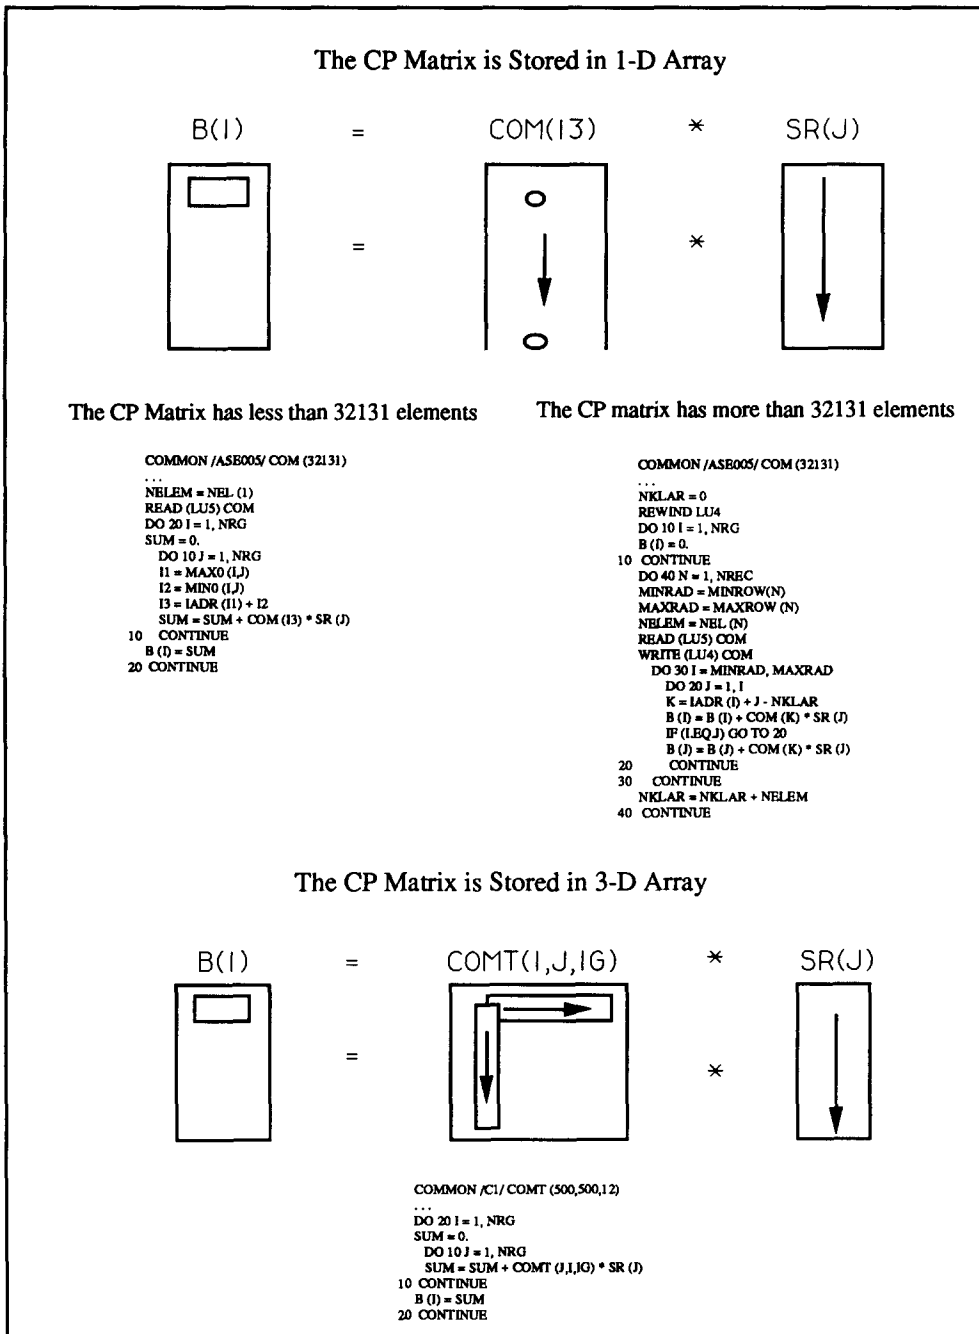 The CP Matrix is Stored in 1-D Array
B(I) = COM(I3) * SR(J)
= *
The CP Matrix has less than 32131 elements
COMMON /ASE005/ COM (32131)
. . .
NELEM = NEL (1)
READ (LU5) COM
DO 20 I = 1, NRG
SUM = 0.
DO 10 J = 1, NRG
I1 = MAX0 (I,J)
I2 = MIN0 (I,J)
I3 = IADR (I1) + I2
SUM = SUM + COM (I3) * SR (J)
10 CONTINUE
B (I) = SUM
20 CONTINUE
The CP matrix has more than 32131 elements
COMMON /ASE005/ COM (32131)
. . .
NKLAR = 0
REWIND LU4
DO 10 I = 1, NRG
B (I) = 0.
10 CONTINUE
DO 40 N = 1, NREC
MINRAD = MINROW(N)
MAXRAD = MAXROW (N)
NELEM = NEL (N)
READ (LU5) COM
WRITE (LU4) COM
DO 30 I = MINRAD, MAXRAD
DO 20 J = 1, I
K = IADR (I) + J - NKLAR
B (I) = B (I) + COM (K) * SR (J)
IF (I.EQ.J) GO TO 20
B (J) = B (J) + COM (K) * SR (J)
20 CONTINUE
30 CONTINUE
NKLAR = NKLAR + NELEM
40 CONTINUE
The CP Matrix is Stored in 3-D Array
B(I) = COMT(I,J,IG) * SR(J)
= *
COMMON /C1/ COMT (500,500,12)
. . .
DO 20 I = 1, NRG
SUM = 0.
DO 10 J = 1, NRG
SUM = SUM + COMT (J,I,IG) * SR (J)
10 CONTINUE
B (I) = SUM
20 CONTINUE